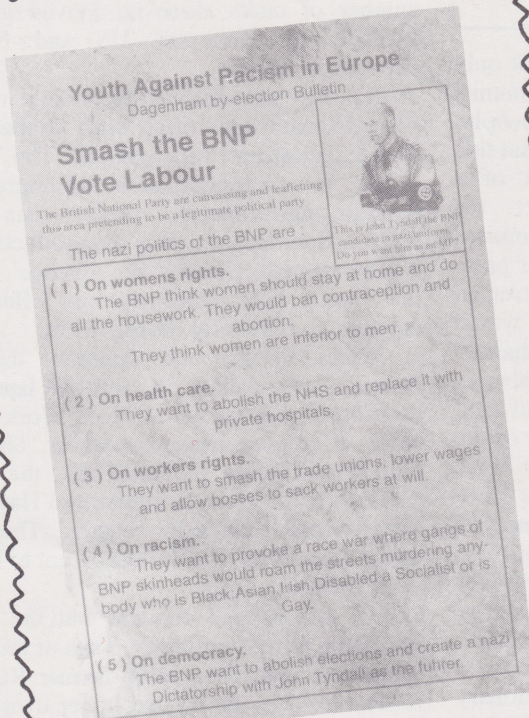 Youth Against Racism in Europe
Dagenham by-election Bulletin
Smash the BNP
Vote Labour
The British National Party are canvassing and leafletting
this area pretending to be a legitimate political party
This is John Tyndall the BNP
candidate in nazi uniform.
Do you want him as an MP?
The nazi politics of the BNP are :
( 1 ) On womens rights.
The BNP think women should stay at home and do
all the housework. They would ban contraception and
abortion.
They think women are inferior to men.
( 2 ) On health care.
They want to abolish the NHS and replace it with
private hospitals.
( 3 ) On workers rights.
They want to smash the trade unions, lower wages
and allow bosses to sack workers at will.
( 4 ) On racism.
They want to provoke a race war where gangs of
BNP skinheads would roam the streets murdering any-
body who is Black,Asian,Irish,Disabled a Socialist or is
Gay.
( 5 ) On democracy.
The BNP want to abolish elections and create a nazi
Dictatorship with John Tyndall as the fuhrer.